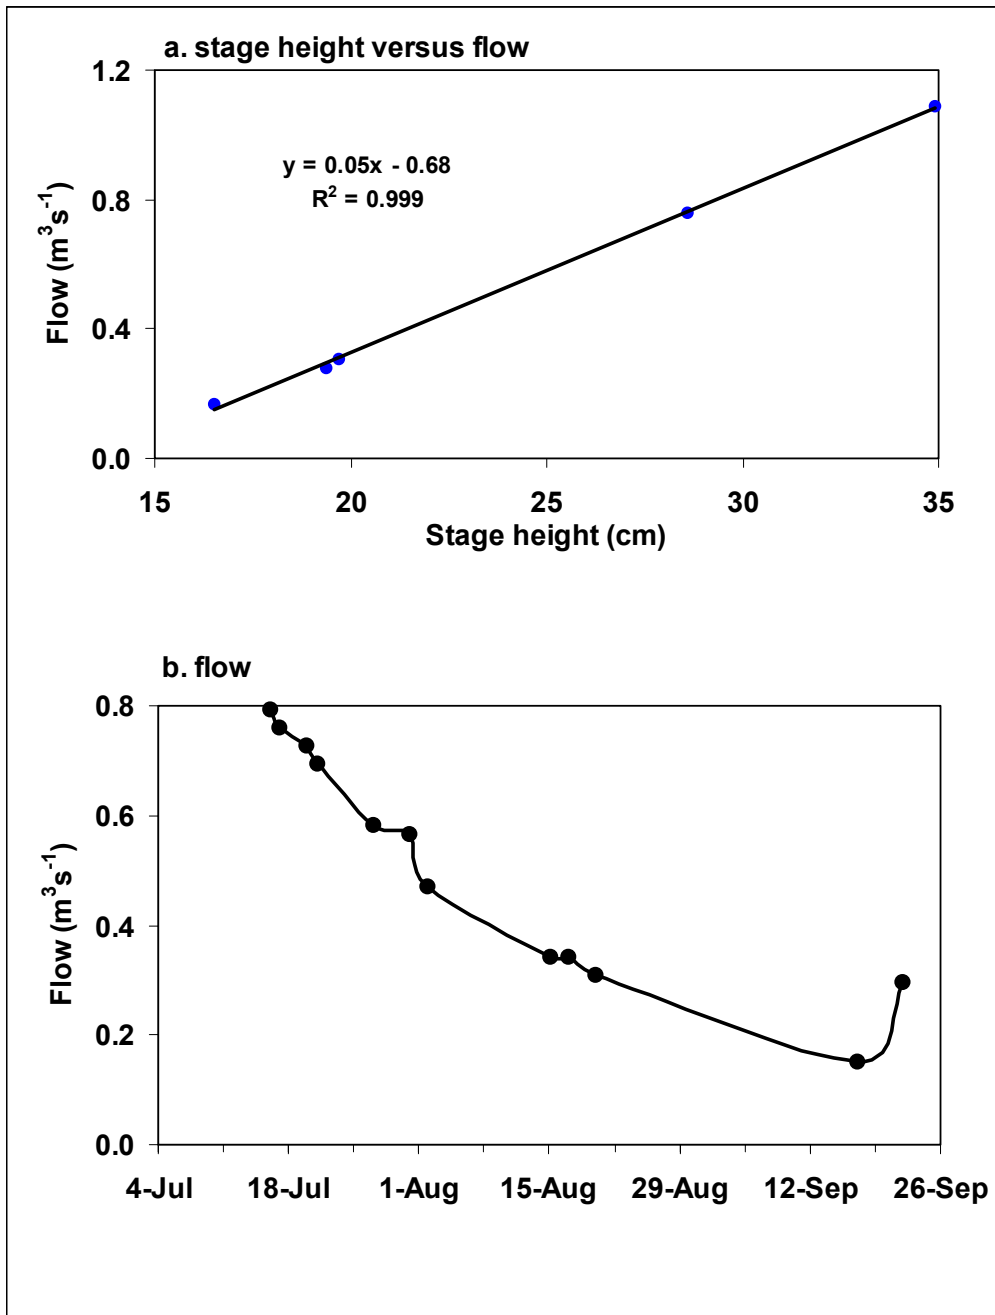 a. stage height versus flow
1.2
y = 0.05x - 0.68
R² = 0.999
0.8
0.4
0.0
Flow (m³s⁻¹)
15 20 25 30 35
Stage height (cm)
b. flow
0.8
0.6
0.4
0.2
0.0
Flow (m³s⁻¹)
4-Jul 18-Jul 1-Aug 15-Aug 29-Aug 12-Sep 26-Sep